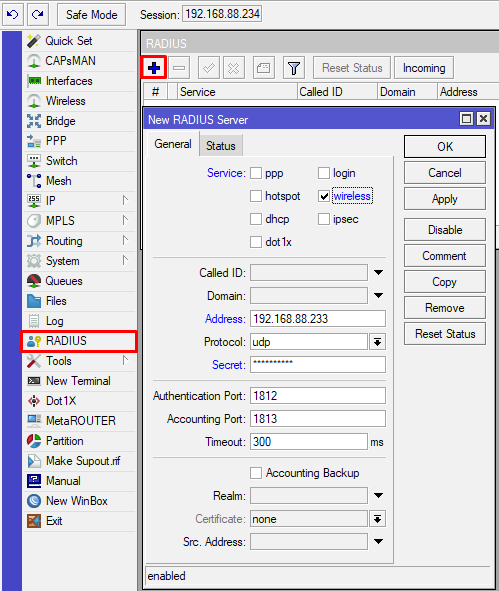 Safe Mode Session: 192.168.88.234
Quick Set
CAPsMAN
Interfaces
Wireless
Bridge
PPP
Switch
Mesh
IP
MPLS
Routing
System
Queues
Files
Log
RADIUS
Tools
New Terminal
Dot1X
MetaROUTER
Partition
Make Supout.rif
Manual
New WinBox
Exit
RADIUS
Reset Status Incoming
# Service Called ID Domain Address
New RADIUS Server
General Status
Service: ppp login
hotspot wireless
dhcp ipsec
dot1x
Called ID:
Domain:
Address: 192.168.88.233
Protocol: udp
Secret: **********
Authentication Port: 1812
Accounting Port: 1813
Timeout: 300 ms
Accounting Backup
Realm:
Certificate: none
Src. Address:
enabled
OK
Cancel
Apply
Disable
Comment
Copy
Remove
Reset Status